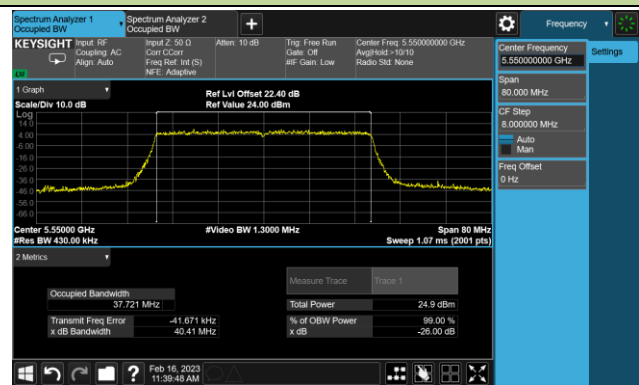 Spectrum Analyzer 1
Occupied BW
Spectrum Analyzer 2
Occupied BW
+
Frequency
KEYSIGHT
Input: RF
Coupling: AC
Align: Auto
Input Z: 50 Ω
Corr CCorr
Freq Ref: Int (S)
NFE: Adaptive
Atten: 10 dB
Trig: Free Run
Gate: Off
#IF Gain: Low
Center Freq: 5.550000000 GHz
Avg|Hold:>10/10
Radio Std: None
Center Frequency
5.550000000 GHz
Settings
Span
80.000 MHz
CF Step
8.000000 MHz
Auto
Man
Freq Offset
0 Hz
1 Graph
Scale/Div 10.0 dB
Ref Lvl Offset 22.40 dB
Ref Value 24.00 dBm
Log
14.0
4.00
-6.00
-16.0
-26.0
-36.0
-46.0
-56.0
-66.0
Center 5.55000 GHz
#Res BW 430.00 kHz
#Video BW 1.3000 MHz
Span 80 MHz
Sweep 1.07 ms (2001 pts)
2 Metrics
Measure Trace
Trace 1
Occupied Bandwidth
37.721 MHz
Total Power
24.9 dBm
Transmit Freq Error
-41.671 kHz
% of OBW Power
99.00 %
x dB Bandwidth
40.41 MHz
x dB
-26.00 dB
?
Feb 16, 2023
11:39:48 AM